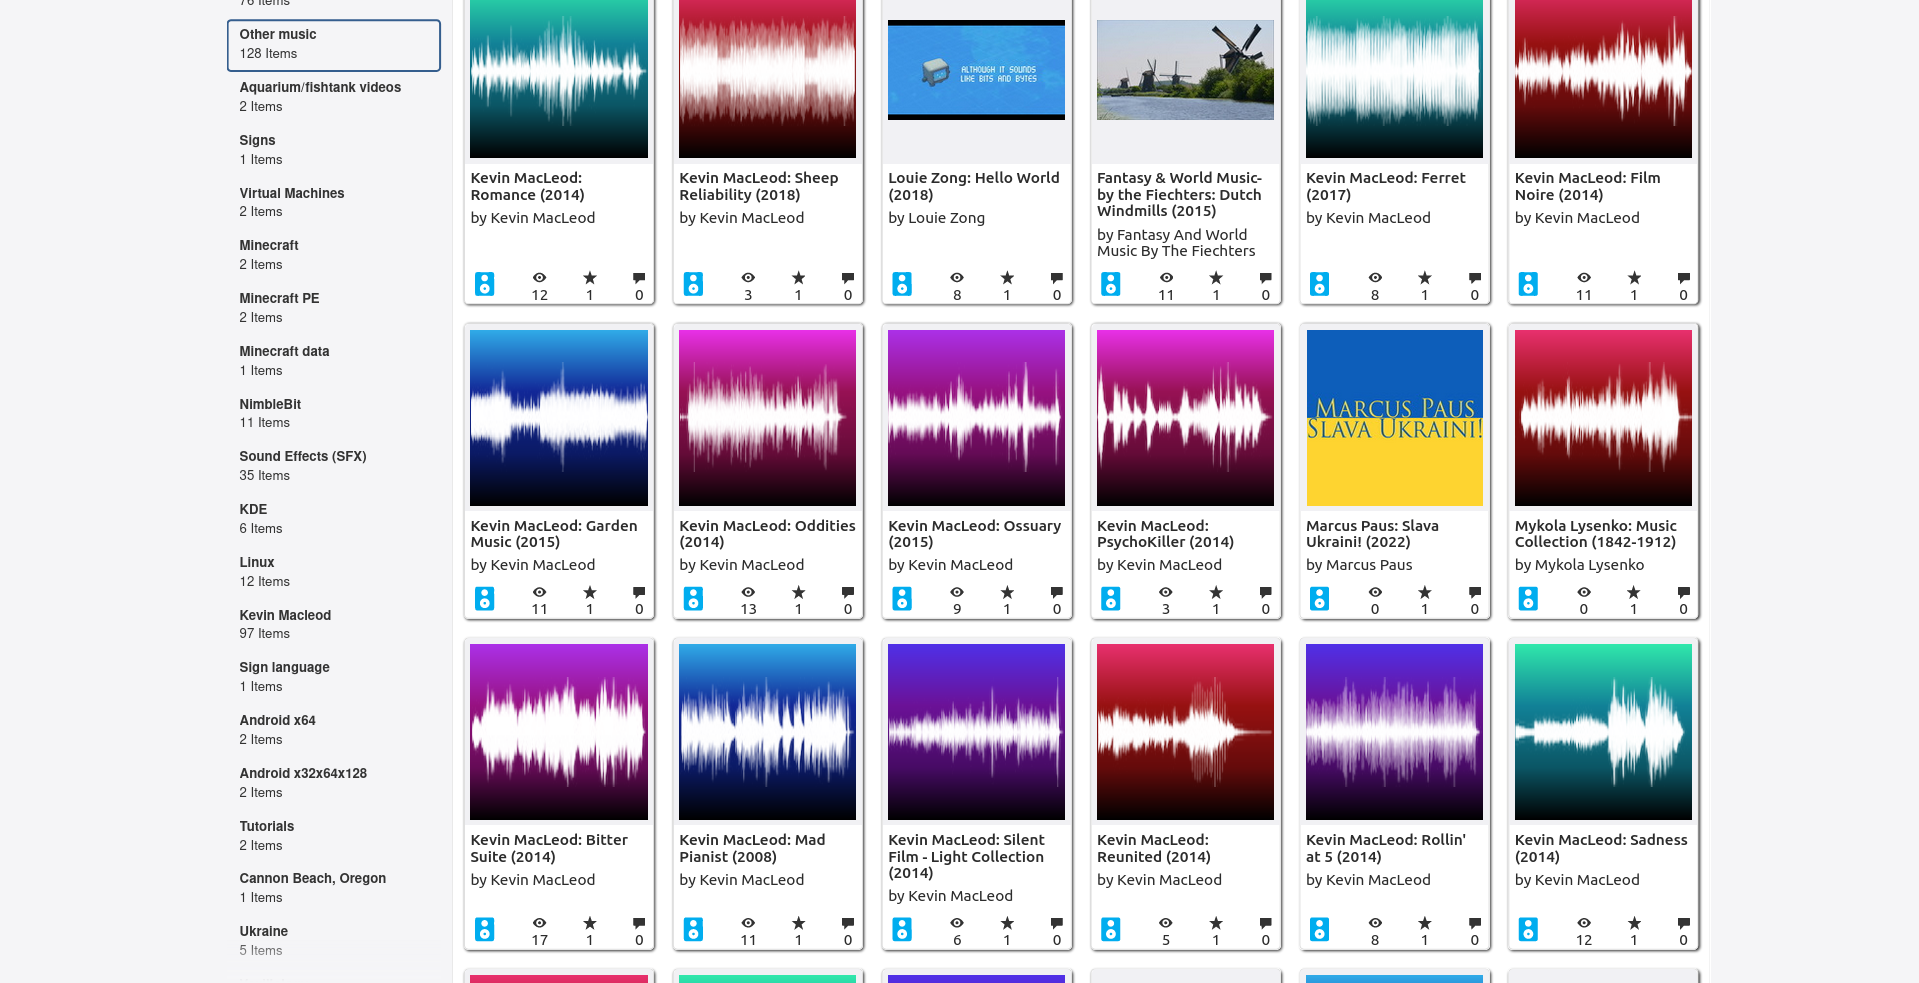 76 Items
Other music
128 Items
Aquarium/fishtank videos
2 Items
Signs
1 Items
Virtual Machines
2 Items
Minecraft
2 Items
Minecraft PE
2 Items
Minecraft data
1 Items
NimbleBit
11 Items
Sound Effects (SFX)
35 Items
KDE
6 Items
Linux
12 Items
Kevin Macleod
97 Items
Sign language
1 Items
Android x64
2 Items
Android x32x64x128
2 Items
Tutorials
2 Items
Cannon Beach, Oregon
1 Items
Ukraine
5 Items
Kevin MacLeod:
Romance (2014)
by Kevin MacLeod
12 1 0
Kevin MacLeod: Sheep
Reliability (2018)
by Kevin MacLeod
3 1 0
ALTHOUGH IT SOUNDS
LIKE BITS AND BYTES
Louie Zong: Hello World
(2018)
by Louie Zong
8 1 0
Fantasy & World Music-
by the Fiechters: Dutch
Windmills (2015)
by Fantasy And World
Music By The Fiechters
11 1 0
Kevin MacLeod: Ferret
(2017)
by Kevin MacLeod
8 1 0
Kevin MacLeod: Film
Noire (2014)
by Kevin MacLeod
11 1 0
Kevin MacLeod: Garden
Music (2015)
by Kevin MacLeod
11 1 0
Kevin MacLeod: Oddities
(2014)
by Kevin MacLeod
13 1 0
Kevin MacLeod: Ossuary
(2015)
by Kevin MacLeod
9 1 0
Kevin MacLeod:
PsychoKiller (2014)
by Kevin MacLeod
3 1 0
MARCUS PAUS
SLAVA UKRAINI!
Marcus Paus: Slava
Ukraini! (2022)
by Marcus Paus
0 1 0
Mykola Lysenko: Music
Collection (1842-1912)
by Mykola Lysenko
0 1 0
Kevin MacLeod: Bitter
Suite (2014)
by Kevin MacLeod
17 1 0
Kevin MacLeod: Mad
Pianist (2008)
by Kevin MacLeod
11 1 0
Kevin MacLeod: Silent
Film - Light Collection
(2014)
by Kevin MacLeod
6 1 0
Kevin MacLeod:
Reunited (2014)
by Kevin MacLeod
5 1 0
Kevin MacLeod: Rollin'
at 5 (2014)
by Kevin MacLeod
8 1 0
Kevin MacLeod: Sadness
(2014)
by Kevin MacLeod
12 1 0